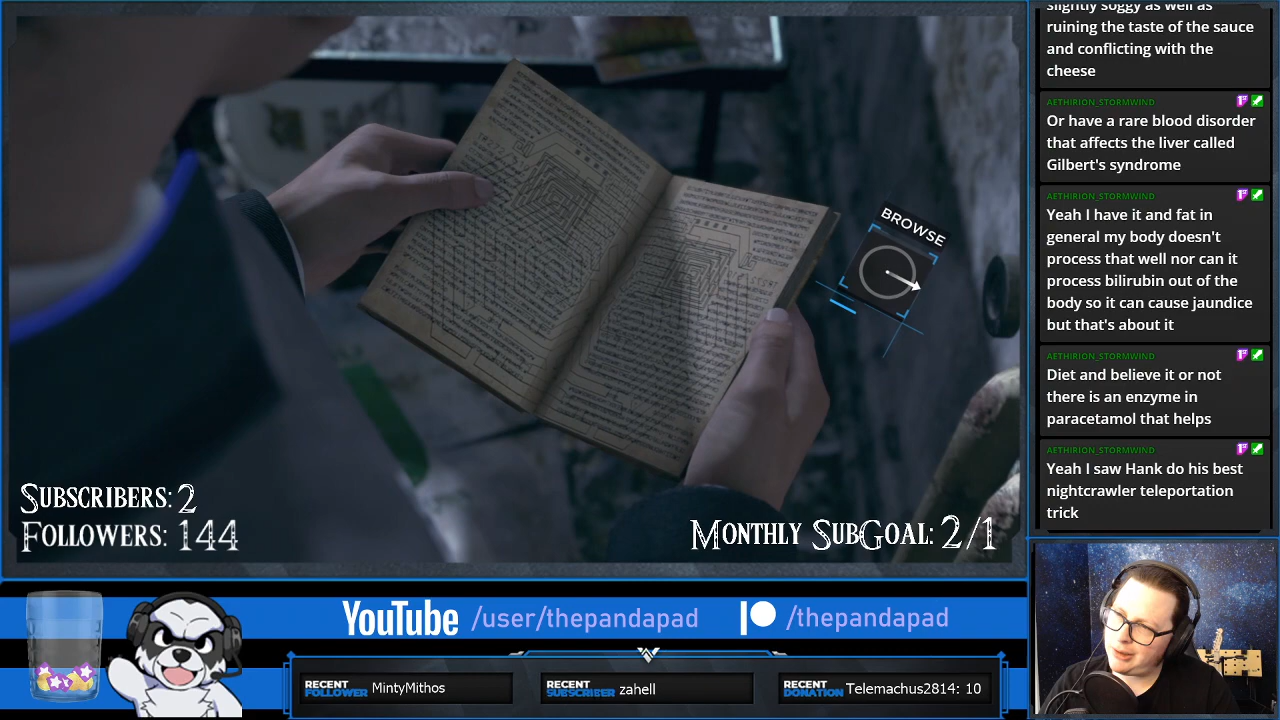 BROWSE
SUBSCRIBERS: 2
FOLLOWERS: 144
MONTHLY SUBGOAL: 2/1
slightly soggy as well as
ruining the taste of the sauce
and conflicting with the
cheese
AETHIRION_STORMWIND
Or have a rare blood disorder
that affects the liver called
Gilbert's syndrome
AETHIRION_STORMWIND
Yeah I have it and fat in
general my body doesn't
process that well nor can it
process bilirubin out of the
body so it can cause jaundice
but that's about it
AETHIRION_STORMWIND
Diet and believe it or not
there is an enzyme in
paracetamol that helps
AETHIRION_STORMWIND
Yeah I saw Hank do his best
nightcrawler teleportation
trick
YouTube /user/thepandapad
/thepandapad
RECENT FOLLOWER MintyMithos
RECENT SUBSCRIBER zahell
RECENT DONATION Telemachus2814: 10